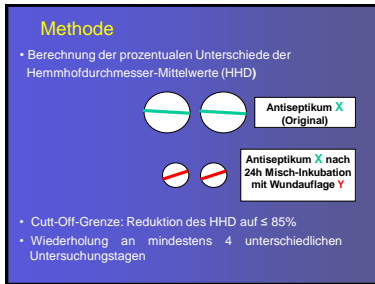 Methode
• Berechnung der prozentualen Unterschiede der
Hemmhofdurchmesser-Mittelwerte (HHD)
Antiseptikum X
(Original)
Antiseptikum X nach
24h Misch-Inkubation
mit Wundauflage Y
• Cutt-Off-Grenze: Reduktion des HHD auf ≤ 85%
• Wiederholung an mindestens 4 unterschiedlichen
Untersuchungstagen